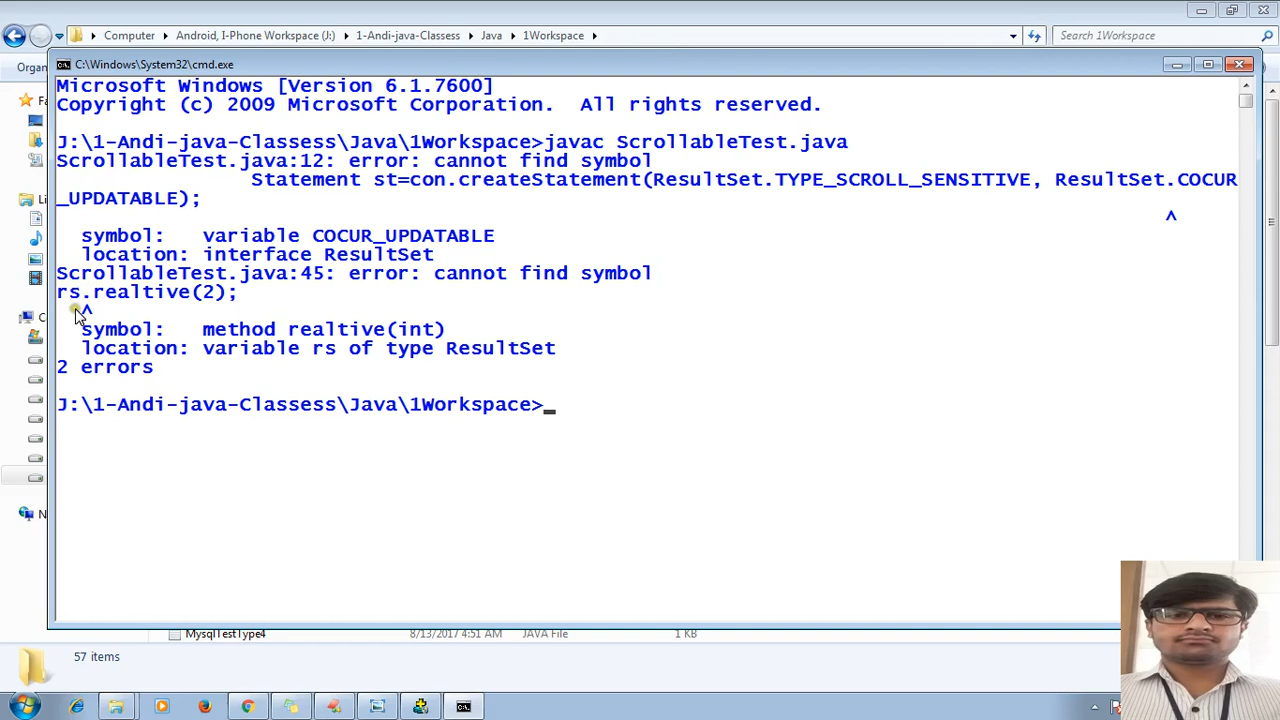 Computer Android, I-Phone Workspace (J:) 1-Andi-java-Classess Java 1Workspace Search 1Workspace
Organ
C:\Windows\System32\cmd.exe
Microsoft Windows [Version 6.1.7600]
Copyright (c) 2009 Microsoft Corporation. All rights reserved.
J:\1-Andi-java-Classess\Java\1Workspace>javac ScrollableTest.java
ScrollableTest.java:12: error: cannot find symbol
Statement st=con.createStatement(ResultSet.TYPE_SCROLL_SENSITIVE, ResultSet.COCUR
_UPDATABLE);
^
symbol: variable COCUR_UPDATABLE
location: interface ResultSet
ScrollableTest.java:45: error: cannot find symbol
rs.realtive(2);
^
symbol: method realtive(int)
location: variable rs of type ResultSet
2 errors
J:\1-Andi-java-Classess\Java\1Workspace>_
Fa
Li
C
N
MysqlTestType4 8/13/2017 4:51 AM JAVA File 1 KB
57 items